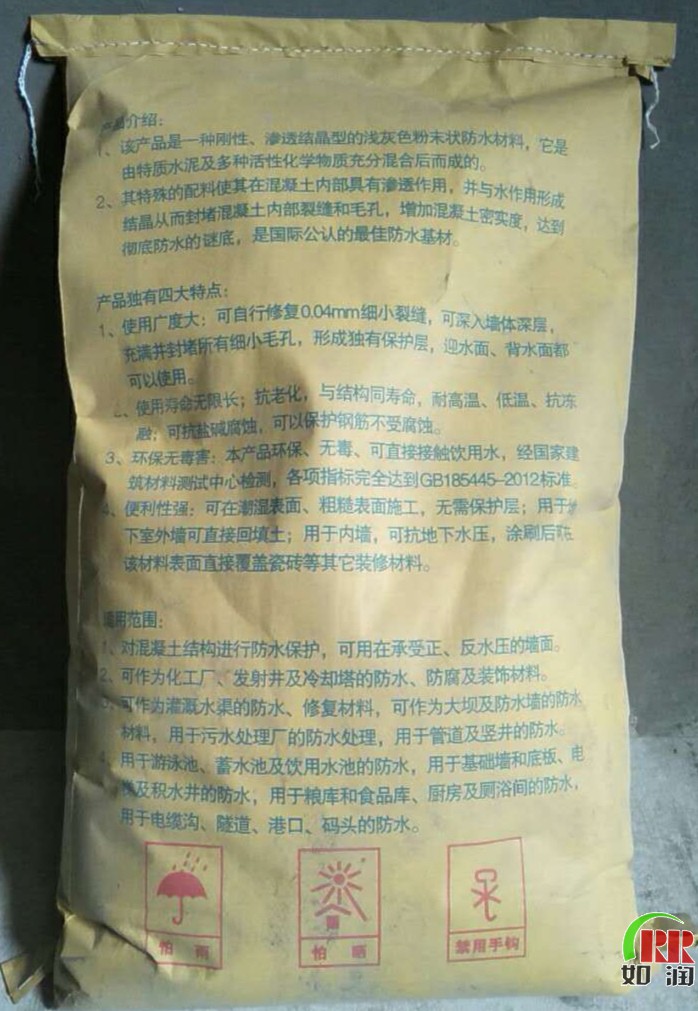 产品介绍：
1、该产品是一种刚性、渗透结晶型的浅灰色粉末状防水材料，它是
由特质水泥及多种活性化学物质充分混合后而成的。
2、其特殊的配料使其在混凝土内部具有渗透作用，并与水作用形成
结晶从而封堵混凝土内部裂缝和毛孔，增加混凝土密实度，达到
彻底防水的谜底，是国际公认的最佳防水基材。
产品独有四大特点：
1、使用广度大：可自行修复0.04mm细小裂缝，可深入墙体深层，
充满并封堵所有细小毛孔，形成独有保护层，迎水面、背水面都
可以使用。
2、使用寿命无限长；抗老化，与结构同寿命，耐高温、低温、抗冻
融；可抗盐碱腐蚀，可以保护钢筋不受腐蚀。
3、环保无毒害：本产品环保、无毒、可直接接触饮用水，经国家建
筑材料测试中心检测，各项指标完全达到GB185445-2012标准。
4、便利性强：可在潮湿表面、粗糙表面施工，无需保护层；用于
下室外墙可直接回填土；用于内墙，可抗地下水压，涂刷后可在
该材料表面直接覆盖瓷砖等其它装修材料。
适用范围：
1、对混凝土结构进行防水保护，可用在承受正、反水压的墙面。
2、可作为化工厂、发射井及冷却塔的防水、防腐及装饰材料。
3、可作为灌溉水渠的防水、修复材料，可作为大坝及防水墙的防水
材料，用于污水处理厂的防水处理，用于管道及竖井的防水。
4、用于游泳池、蓄水池及饮用水池的防水，用于基础墙和底板、电
梯及积水井的防水，用于粮库和食品库、厨房及厕浴间的防水，
用于电缆沟、隧道、港口、码头的防水。
怕雨
怕晒
禁用手钩
RR
如润